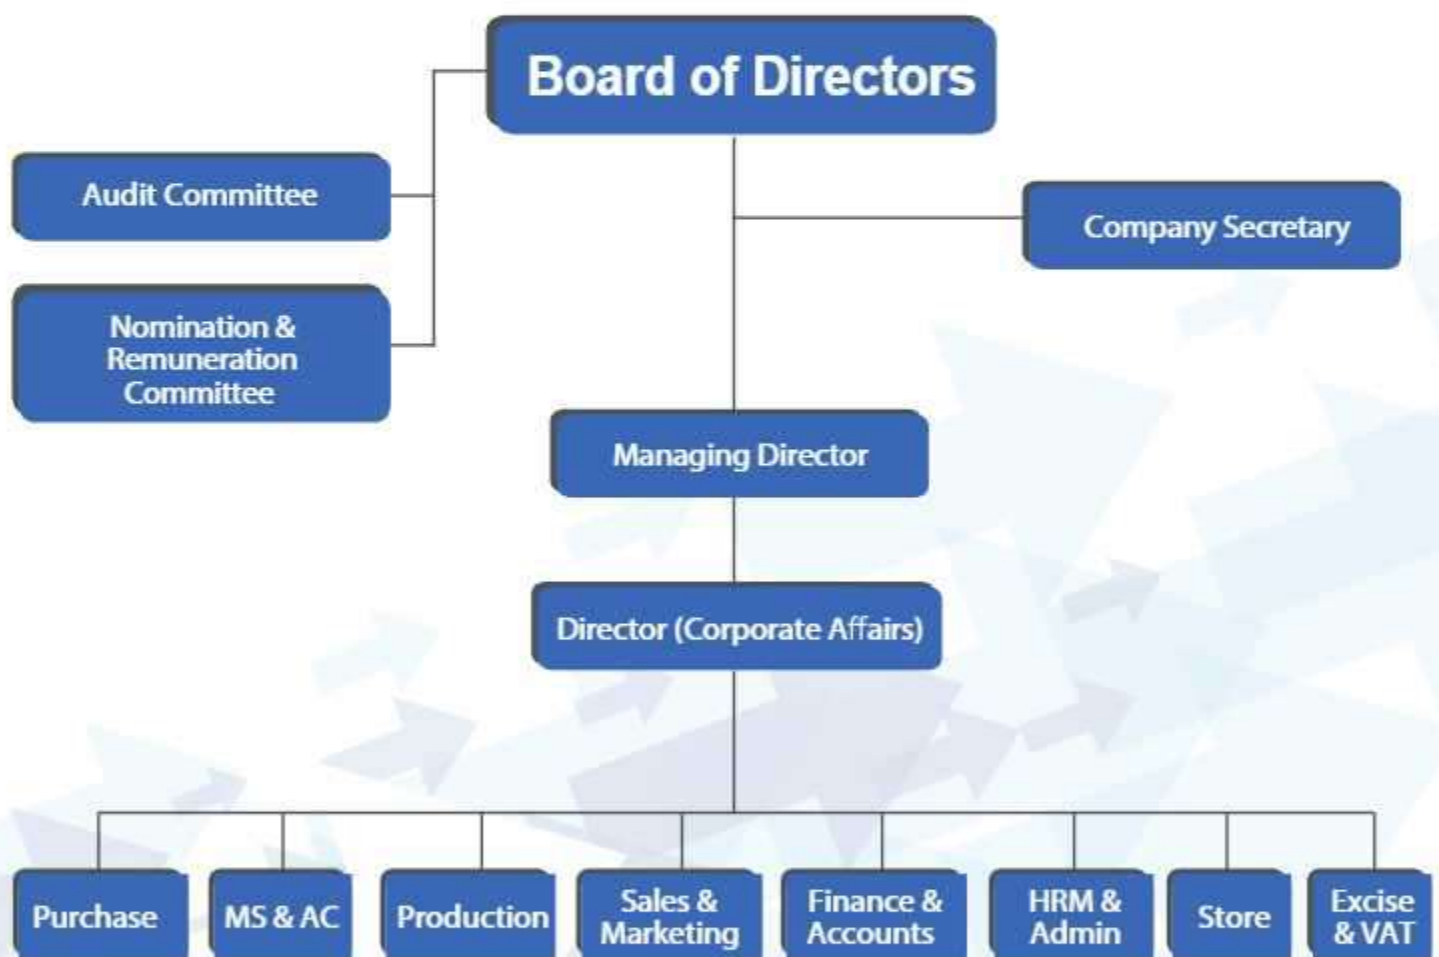 Board of Directors
Audit Committee
Company Secretary
Nomination &
Remuneration
Committee
Managing Director
Director (Corporate Affairs)
Purchase
MS & AC
Production
Sales &
Marketing
Finance &
Accounts
HRM &
Admin
Store
Excise
& VAT